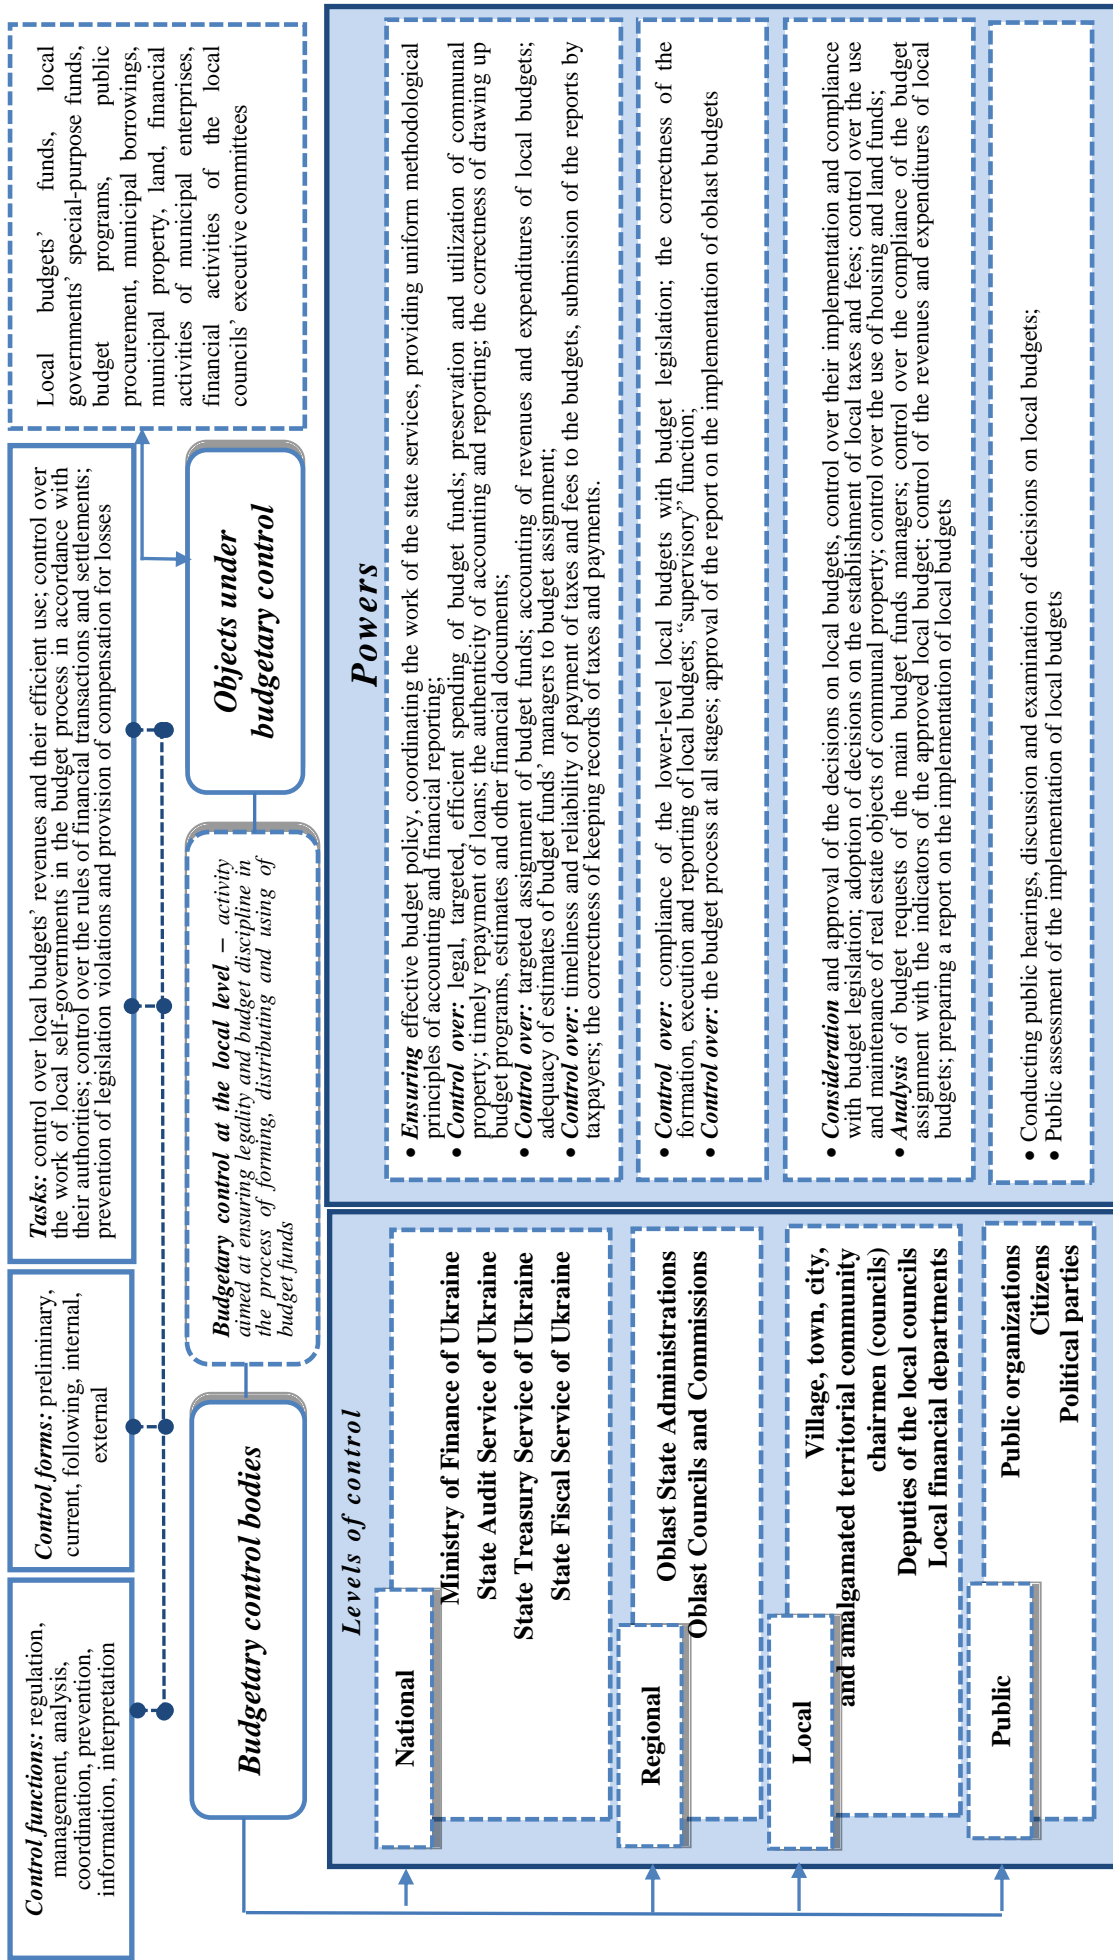 Control functions: regulation,
management, analysis,
coordination, prevention,
information, interpretation
Control forms: preliminary,
current, following, internal,
external
Tasks: control over local budgets’ revenues and their efficient use; control over
the work of local self-governments in the budget process in accordance with
their authorities; control over the rules of financial transactions and settlements;
prevention of legislation violations and provision of compensation for losses
Local budgets’ funds, local
governments’ special-purpose funds,
budget programs, public
procurement, municipal borrowings,
municipal property, land, financial
activities of municipal enterprises,
financial activities of the local
councils’ executive committees
Budgetary control bodies
Budgetary control at the local level – activity
aimed at ensuring legality and budget discipline in
the process of forming, distributing and using of
budget funds
Objects under
budgetary control
Levels of control
National
Ministry of Finance of Ukraine
State Audit Service of Ukraine
State Treasury Service of Ukraine
State Fiscal Service of Ukraine
Regional
Oblast State Administrations
Oblast Councils and Commissions
Local
Village, town, city,
and amalgamated territorial community
chairmen (councils)
Deputies of the local councils
Local financial departments
Public
Public organizations
Citizens
Political parties
Powers
• Ensuring effective budget policy, coordinating the work of the state services, providing uniform methodological
principles of accounting and financial reporting;
• Control over: legal, targeted, efficient spending of budget funds; preservation and utilization of communal
property; timely repayment of loans; the authenticity of accounting and reporting; the correctness of drawing up
budget programs, estimates and other financial documents;
• Control over: targeted assignment of budget funds; accounting of revenues and expenditures of local budgets;
adequacy of estimates of budget funds’ managers to budget assignment;
• Control over: timeliness and reliability of payment of taxes and fees to the budgets, submission of the reports by
taxpayers; the correctness of keeping records of taxes and payments.
• Control over: compliance of the lower-level local budgets with budget legislation; the correctness of the
formation, execution and reporting of local budgets; “supervisory” function;
• Control over: the budget process at all stages; approval of the report on the implementation of oblast budgets
• Consideration and approval of the decisions on local budgets, control over their implementation and compliance
with budget legislation; adoption of decisions on the establishment of local taxes and fees; control over the use
and maintenance of real estate objects of communal property; control over the use of housing and land funds;
• Analysis of budget requests of the main budget funds managers; control over the compliance of the budget
assignment with the indicators of the approved local budget; control of the revenues and expenditures of local
budgets; preparing a report on the implementation of local budgets
• Conducting public hearings, discussion and examination of decisions on local budgets;
• Public assessment of the implementation of local budgets